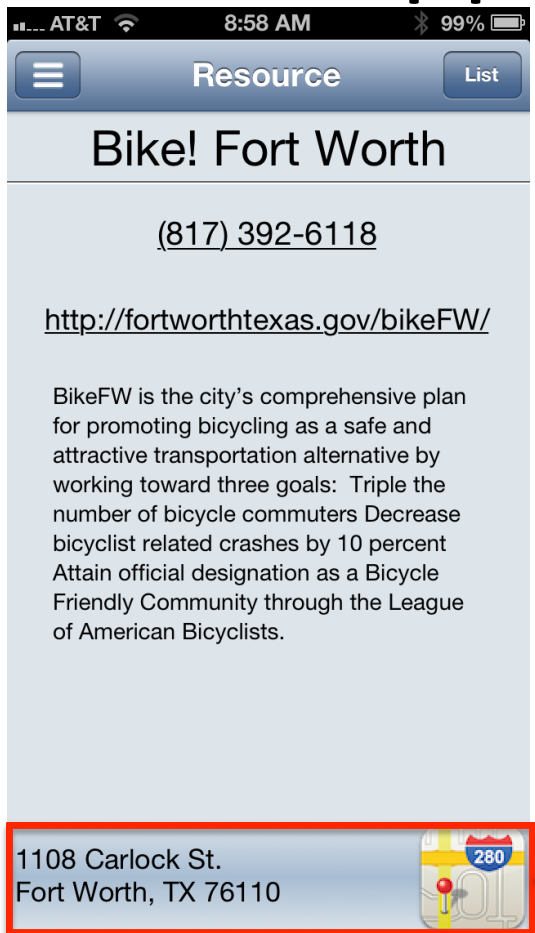 AT&T 8:58 AM 99%
Resource List
Bike! Fort Worth
(817) 392-6118
http://fortworthtexas.gov/bikeFW/
BikeFW is the city's comprehensive plan
for promoting bicycling as a safe and
attractive transportation alternative by
working toward three goals:  Triple the
number of bicycle commuters Decrease
bicyclist related crashes by 10 percent
Attain official designation as a Bicycle
Friendly Community through the League
of American Bicyclists.
1108 Carlock St.
280
Fort Worth, TX 76110